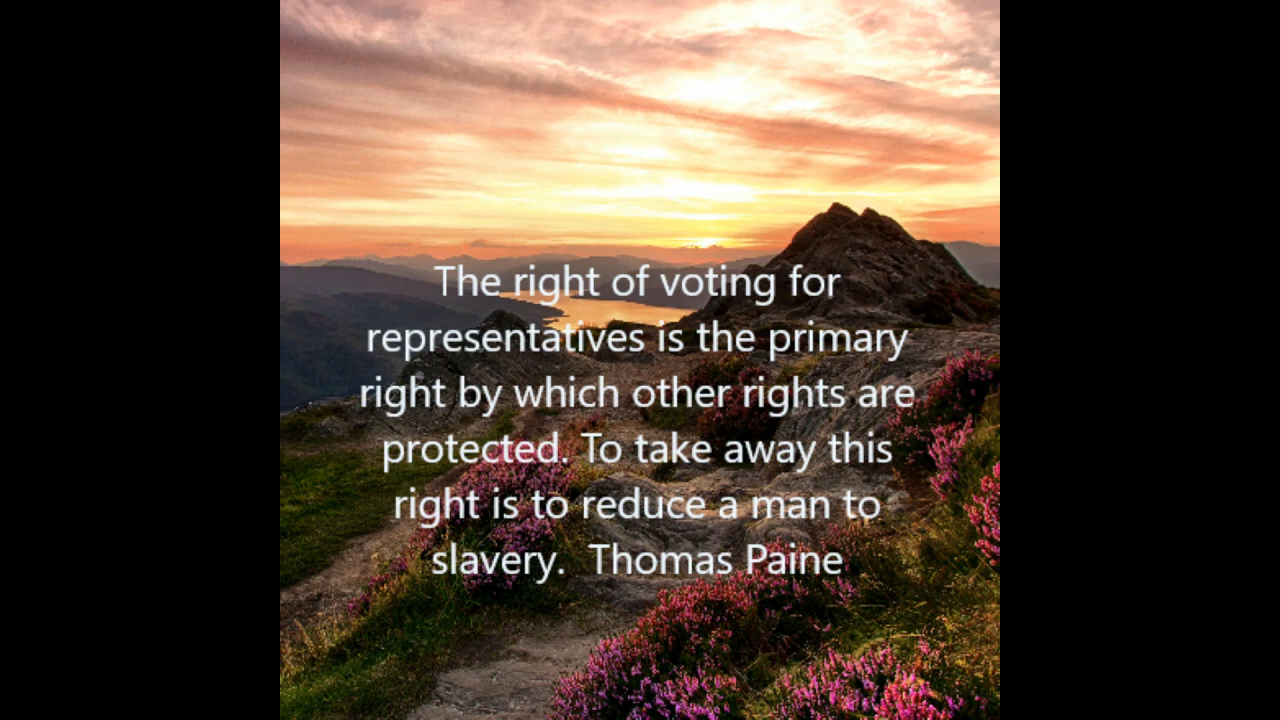 The right of voting for
representatives is the primary
right by which other rights are
protected. To take away this
right is to reduce a man to
slavery.  Thomas Paine